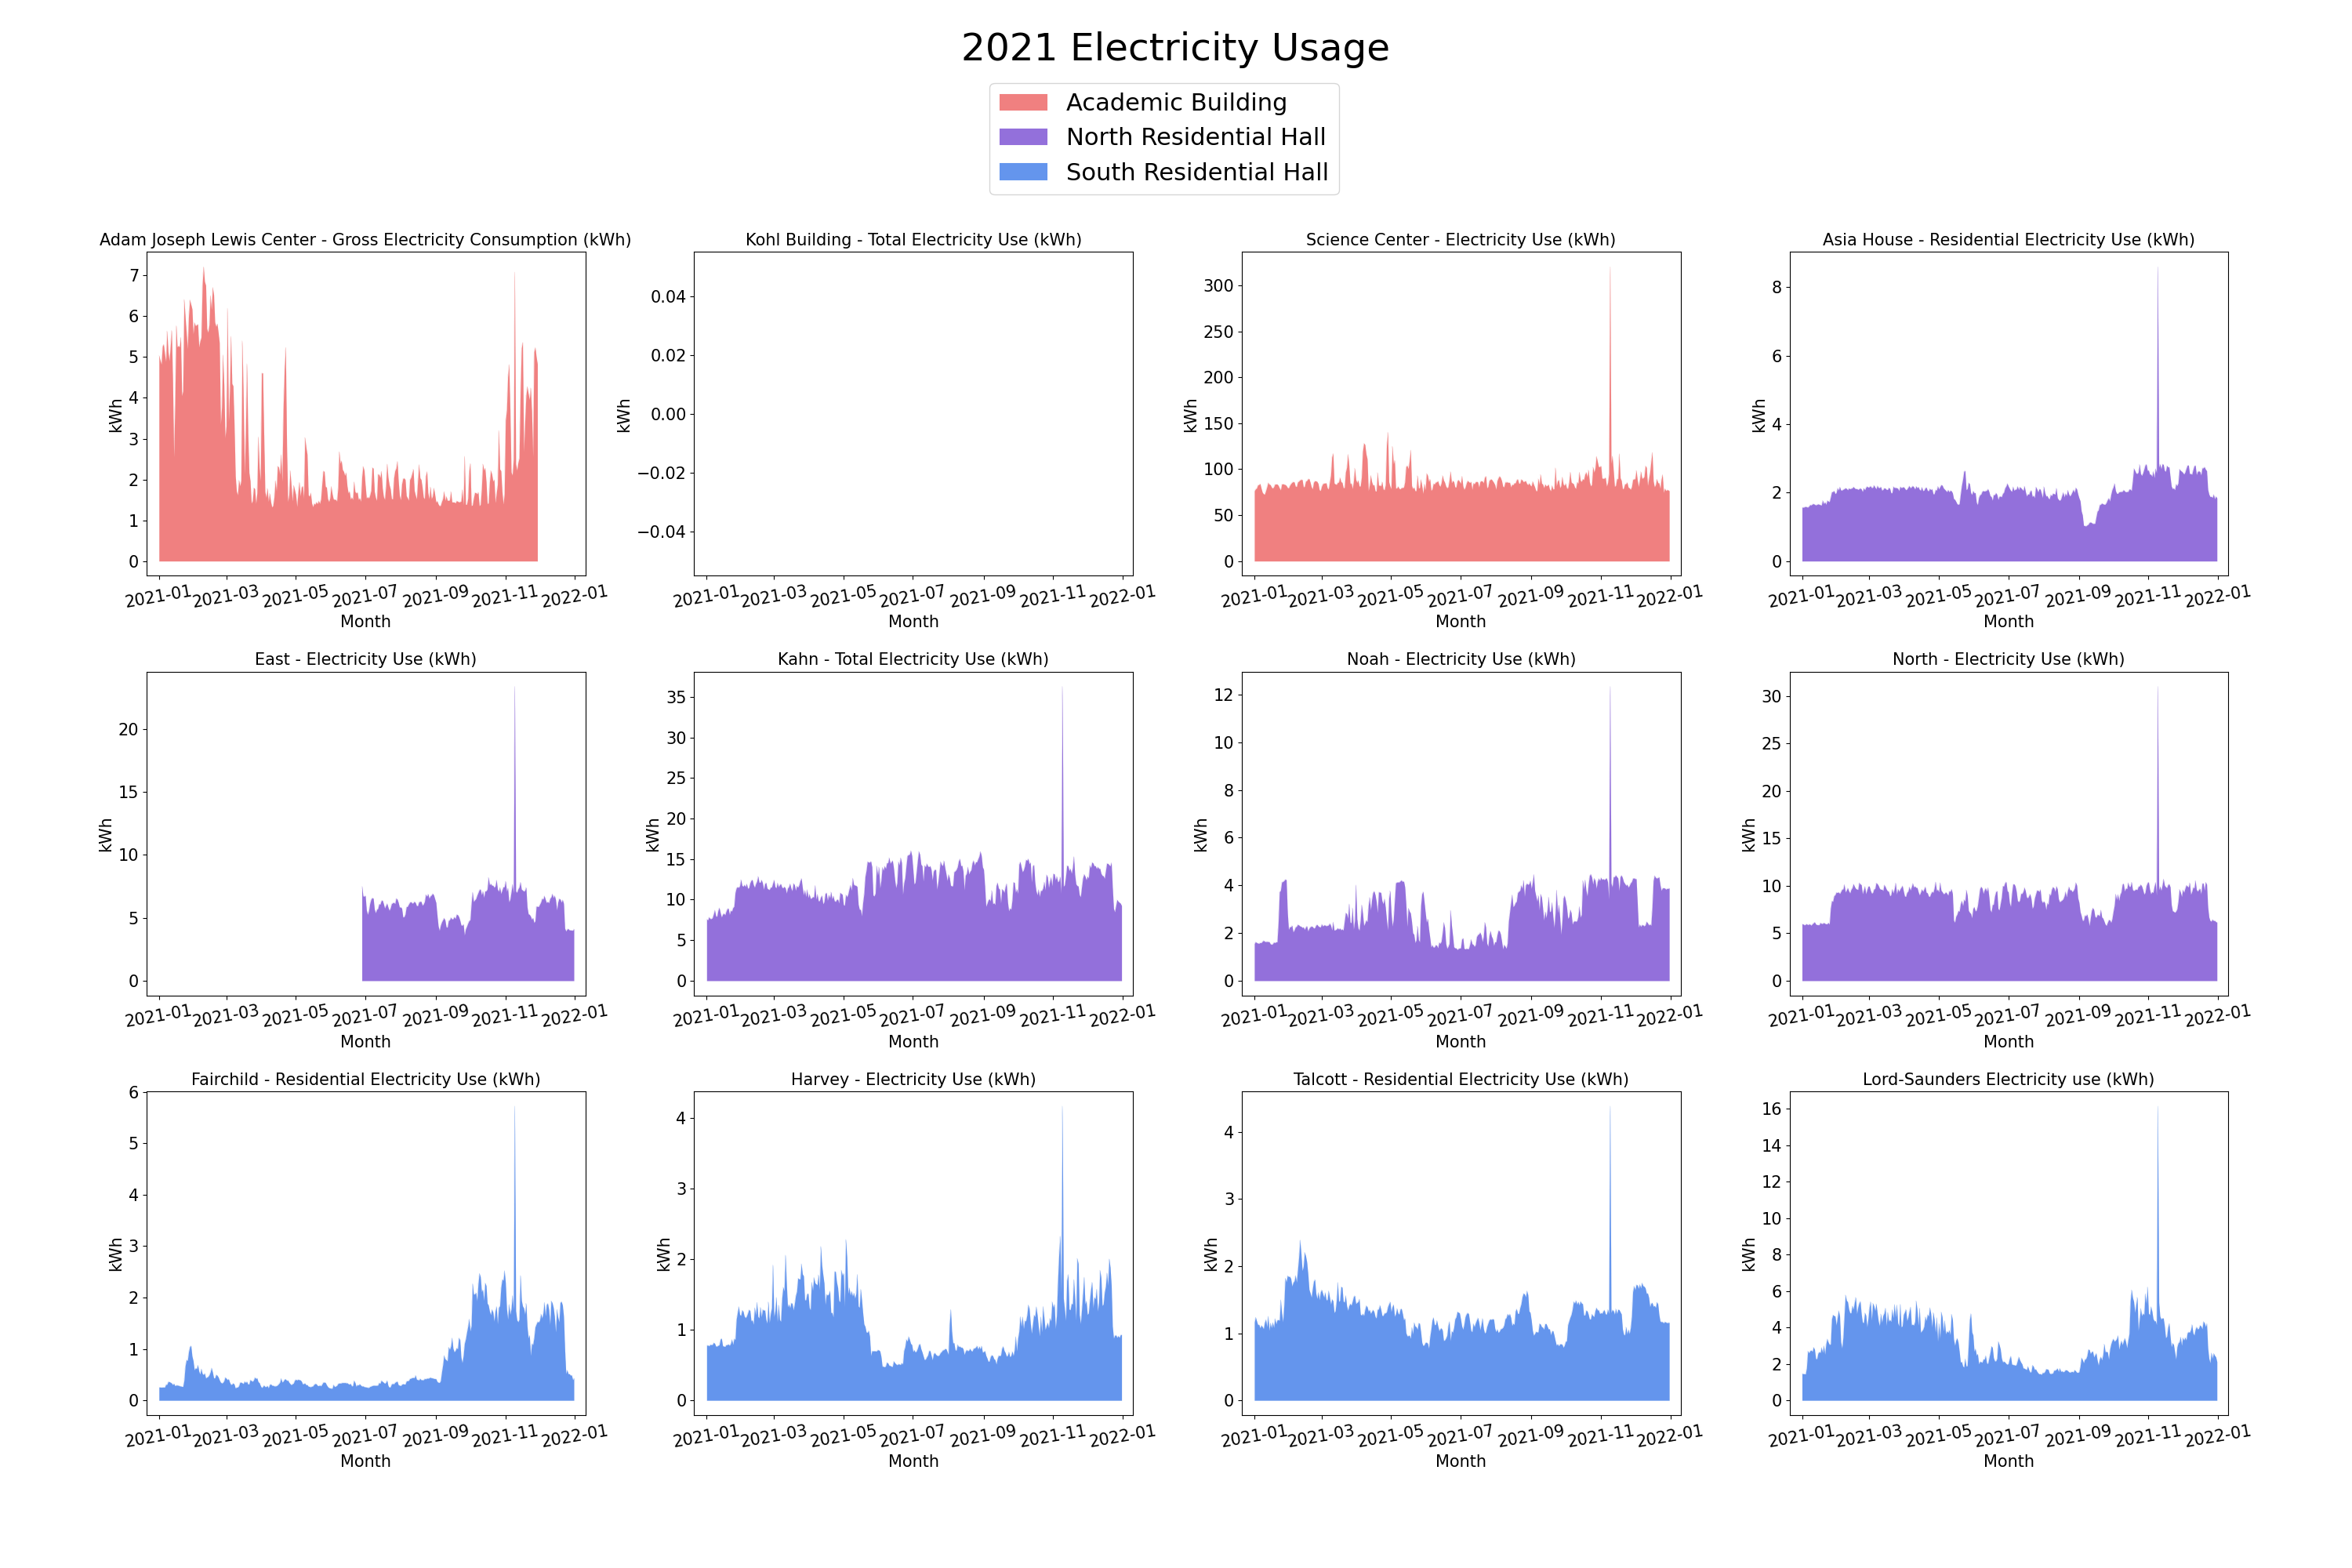 2021 Electricity Usage
Academic Building
North Residential Hall
South Residential Hall
Adam Joseph Lewis Center - Gross Electricity Consumption (kWh)
7
6
5
4
3
2
1
0
kWh
2021-01 2021-03 2021-05 2021-07 2021-09 2021-11 2022-01
Month
Kohl Building - Total Electricity Use (kWh)
0.04
0.02
0.00
−0.02
−0.04
kWh
2021-01 2021-03 2021-05 2021-07 2021-09 2021-11 2022-01
Month
Science Center - Electricity Use (kWh)
300
250
200
150
100
50
0
kWh
2021-01 2021-03 2021-05 2021-07 2021-09 2021-11 2022-01
Month
Asia House - Residential Electricity Use (kWh)
8
6
4
2
0
kWh
2021-01 2021-03 2021-05 2021-07 2021-09 2021-11 2022-01
Month
East - Electricity Use (kWh)
20
15
10
5
0
kWh
2021-01 2021-03 2021-05 2021-07 2021-09 2021-11 2022-01
Month
Kahn - Total Electricity Use (kWh)
35
30
25
20
15
10
5
0
kWh
2021-01 2021-03 2021-05 2021-07 2021-09 2021-11 2022-01
Month
Noah - Electricity Use (kWh)
12
10
8
6
4
2
0
kWh
2021-01 2021-03 2021-05 2021-07 2021-09 2021-11 2022-01
Month
North - Electricity Use (kWh)
30
25
20
15
10
5
0
kWh
2021-01 2021-03 2021-05 2021-07 2021-09 2021-11 2022-01
Month
Fairchild - Residential Electricity Use (kWh)
6
5
4
3
2
1
0
kWh
2021-01 2021-03 2021-05 2021-07 2021-09 2021-11 2022-01
Month
Harvey - Electricity Use (kWh)
4
3
2
1
0
kWh
2021-01 2021-03 2021-05 2021-07 2021-09 2021-11 2022-01
Month
Talcott - Residential Electricity Use (kWh)
4
3
2
1
0
kWh
2021-01 2021-03 2021-05 2021-07 2021-09 2021-11 2022-01
Month
Lord-Saunders Electricity use (kWh)
16
14
12
10
8
6
4
2
0
kWh
2021-01 2021-03 2021-05 2021-07 2021-09 2021-11 2022-01
Month